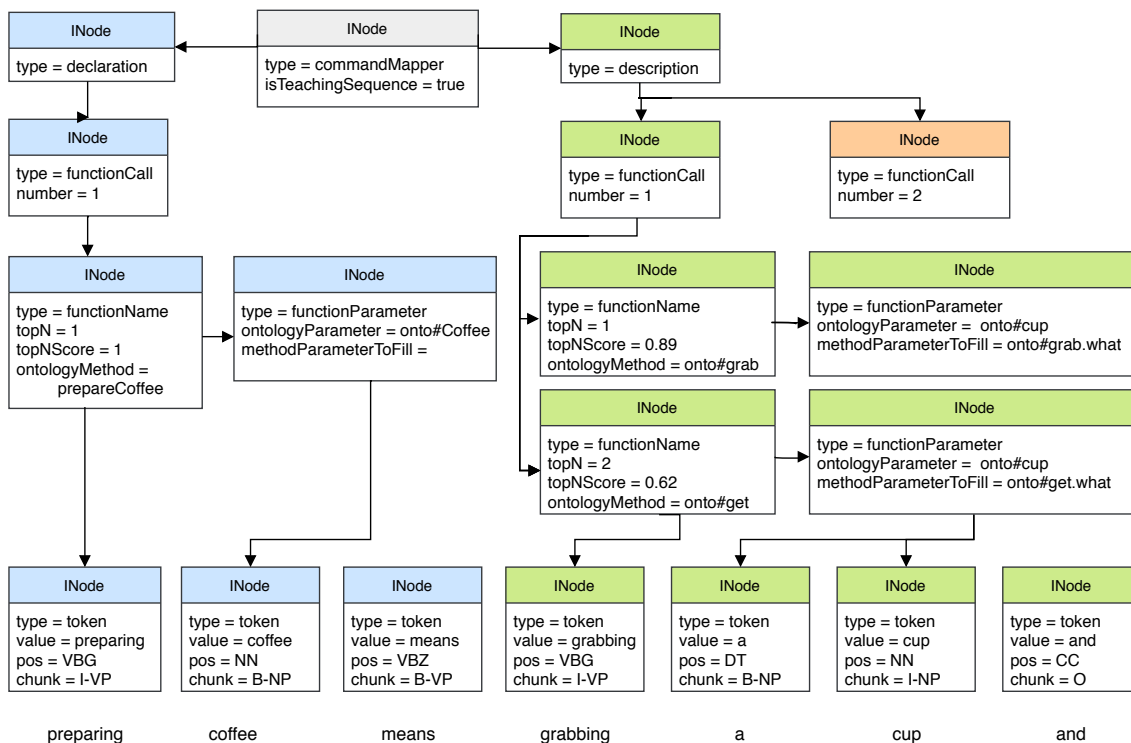 INode
type = declaration
INode
type = commandMapper
isTeachingSequence = true
INode
type = description
INode
type = functionCall
number = 1
INode
type = functionCall
number = 1
INode
type = functionCall
number = 2
INode
type = functionName
topN = 1
topNScore = 1
ontologyMethod =
prepareCoffee
INode
type = functionParameter
ontologyParameter = onto#Coffee
methodParameterToFill =
INode
type = functionName
topN = 1
topNScore = 0.89
ontologyMethod = onto#grab
INode
type = functionParameter
ontologyParameter =  onto#cup
methodParameterToFill = onto#grab.what
INode
type = functionName
topN = 2
topNScore = 0.62
ontologyMethod = onto#get
INode
type = functionParameter
ontologyParameter =  onto#cup
methodParameterToFill = onto#get.what
INode
type = token
value = preparing
pos = VBG
chunk = I-VP
INode
type = token
value = coffee
pos = NN
chunk = B-NP
INode
type = token
value = means
pos = VBZ
chunk = B-VP
INode
type = token
value = grabbing
pos = VBG
chunk = I-VP
INode
type = token
value = a
pos = DT
chunk = B-NP
INode
type = token
value = cup
pos = NN
chunk = I-NP
INode
type = token
value = and
pos = CC
chunk = O
preparing coffee means grabbing a cup and